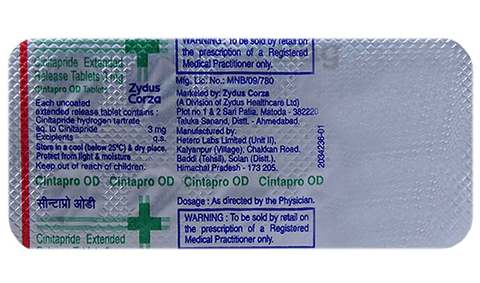 Cintapride Extended
Release Tablets 3 mg
Cintapro OD Tablets
Zydus
Corza
Each uncoated
extended release tablet contains :
Cintapride hydrogen tartrate
eq. to Cintapride 3 mg
Excipients q.s.
Store in a cool (below 25°C) & dry place.
Protect from light & moisture
Keep out of reach of children.
WARNING : To be sold by retail on
the prescription of a Registered
Medical Practitioner only.
Mfg. Lic. No.: MNB/09/780
Marketed by: Zydus Corza
(A Division of Zydus Healthcare Ltd)
Plot no 1 & 2 Sari Patia, Matoda - 382220
Taluka Sanand, Distt. - Ahmedabad.
Manufactured by:
Hetero Labs Limited (Unit II),
Kalyanpur (Village), Chakkan Road,
Baddi (Tehsil), Solan (Distt.),
Himachal Pradesh - 173 205.
2034236-01
Cintapro OD Cintapro OD Cintapro OD Cintapro OD
सीन्टाप्रो ओडी
Cinitapride Extended
Dosage : As directed by the Physician.
WARNING : To be sold by retail on
the prescription of a Registered
Medical Practitioner only.